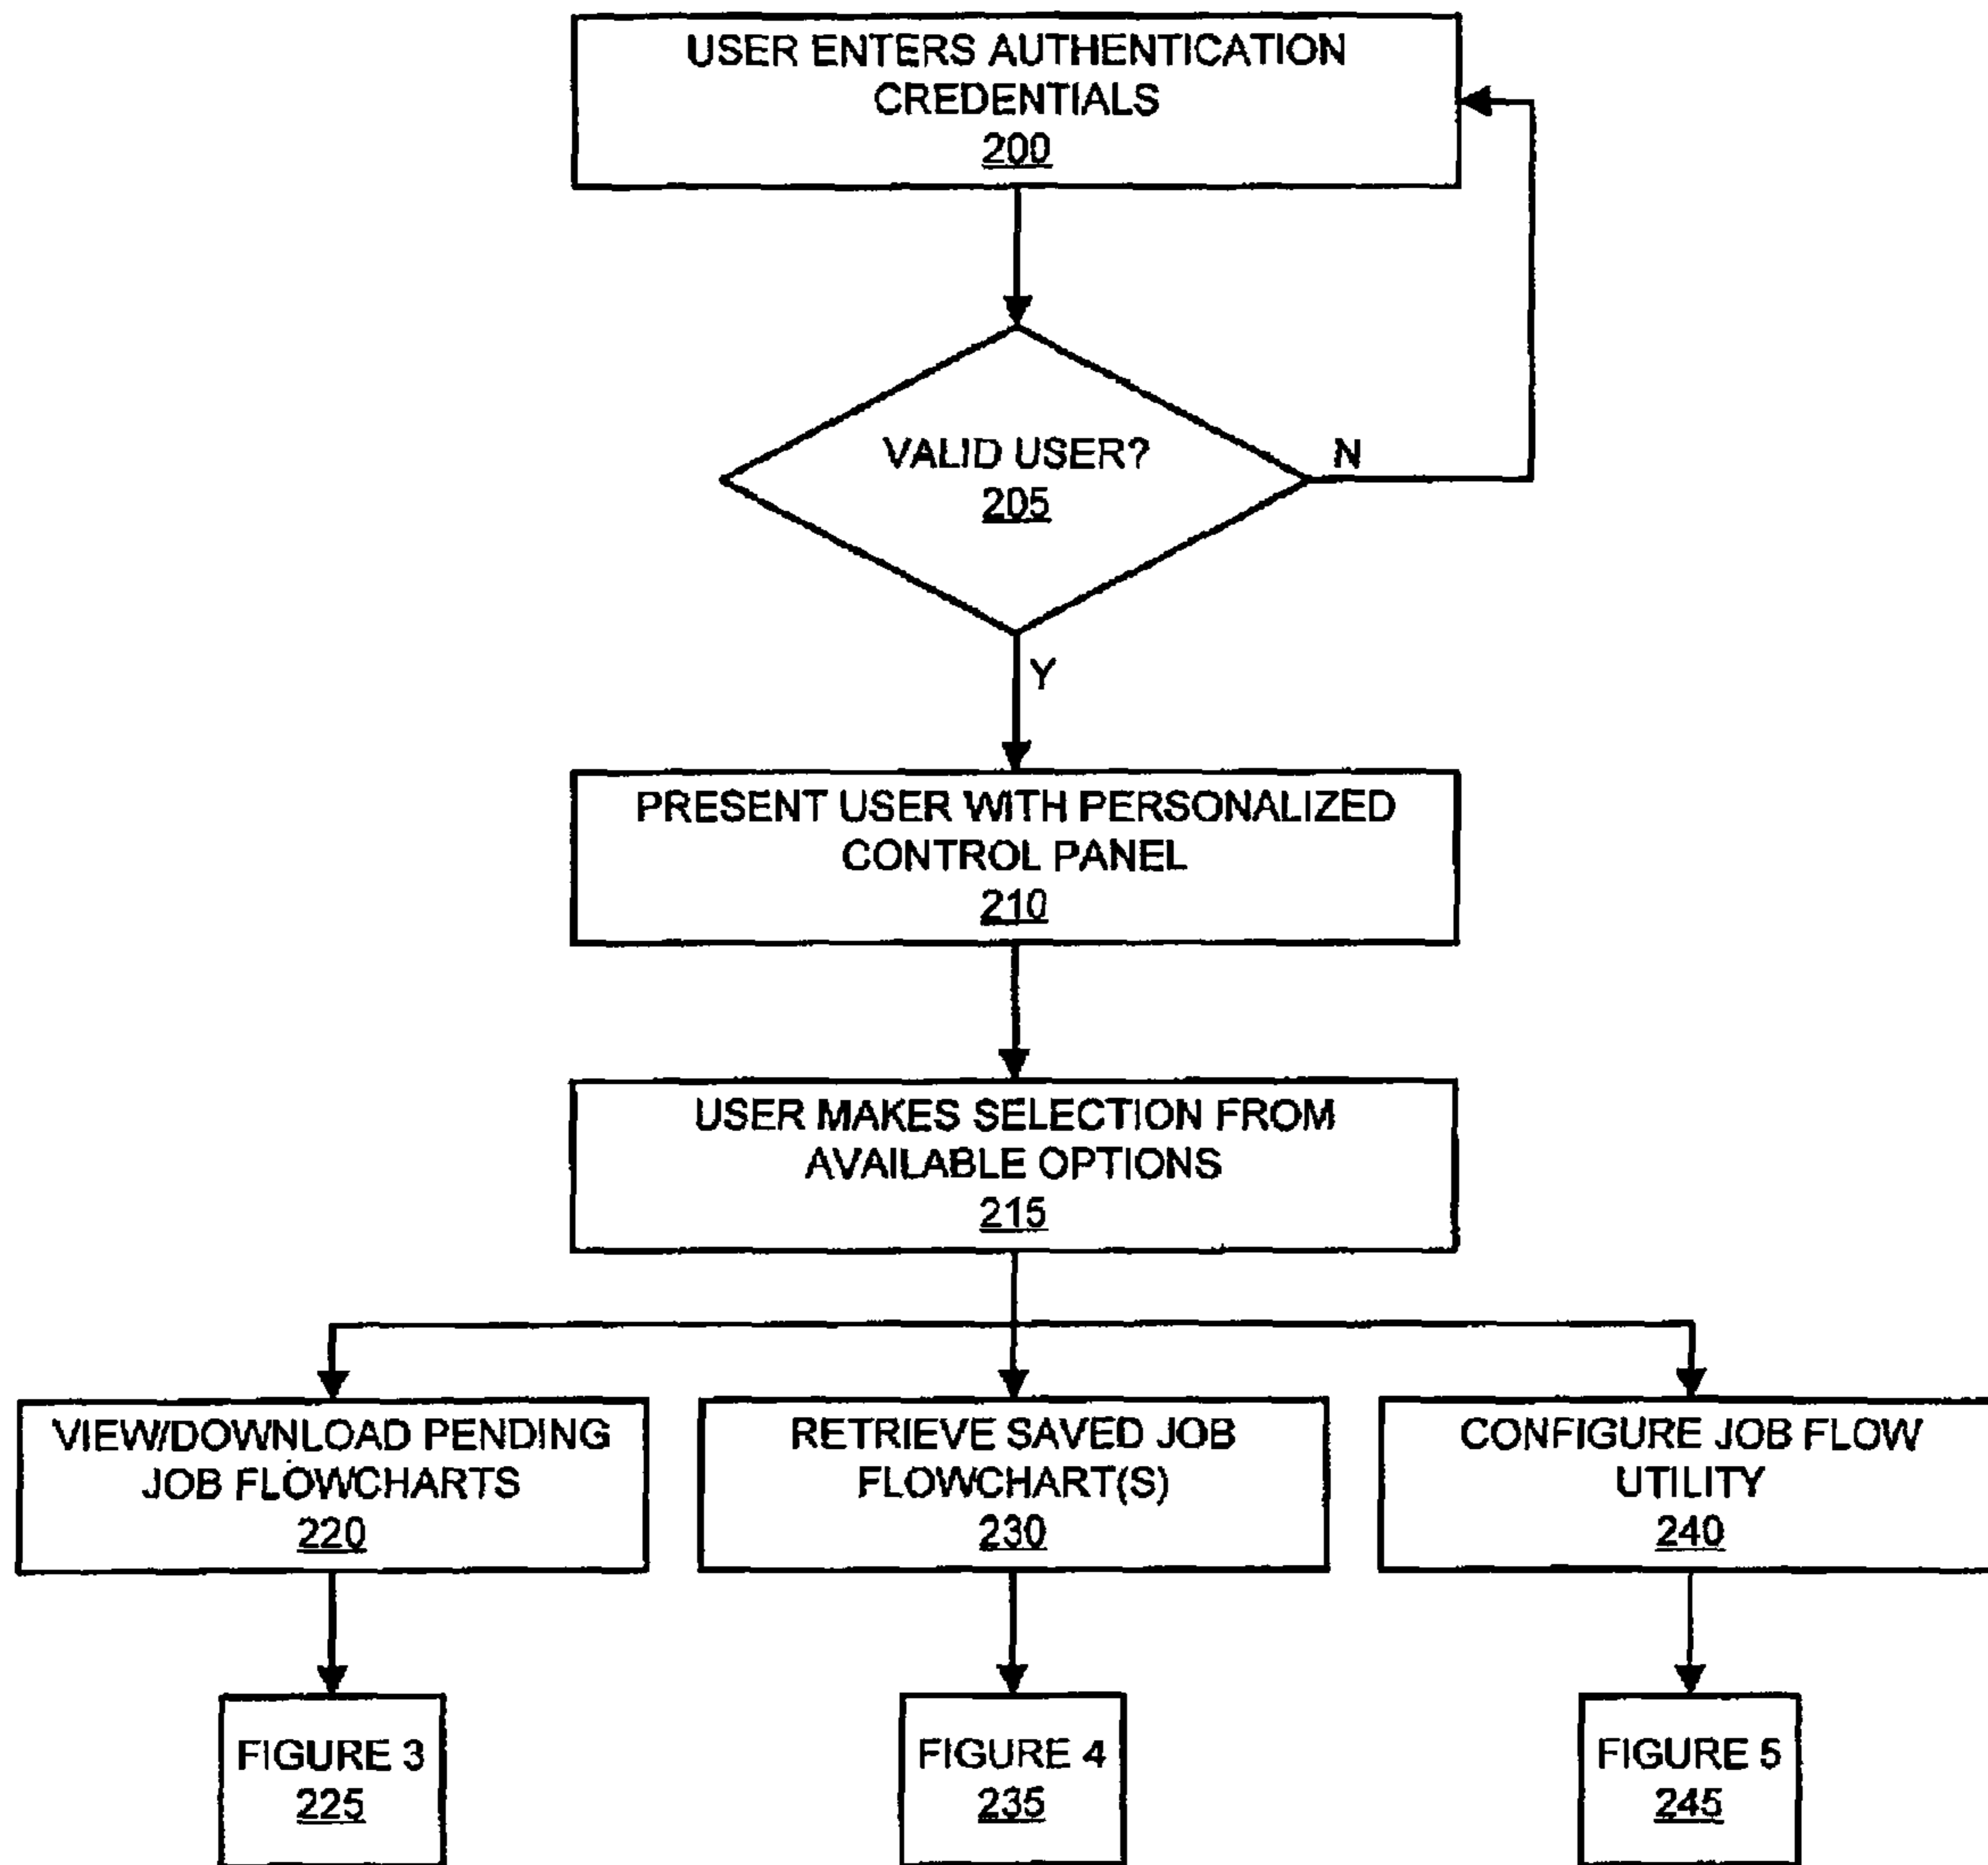 USER ENTERS AUTHENTICATION
CREDENTIALS
200
VALID USER?
205
N
Y
PRESENT USER WITH PERSONALIZED
CONTROL PANEL
210
USER MAKES SELECTION FROM
AVAILABLE OPTIONS
215
VIEW/DOWNLOAD PENDING
JOB FLOWCHARTS
220
RETRIEVE SAVED JOB
FLOWCHART(S)
230
CONFIGURE JOB FLOW
UTILITY
240
FIGURE 3
225
FIGURE 4
235
FIGURE 5
245